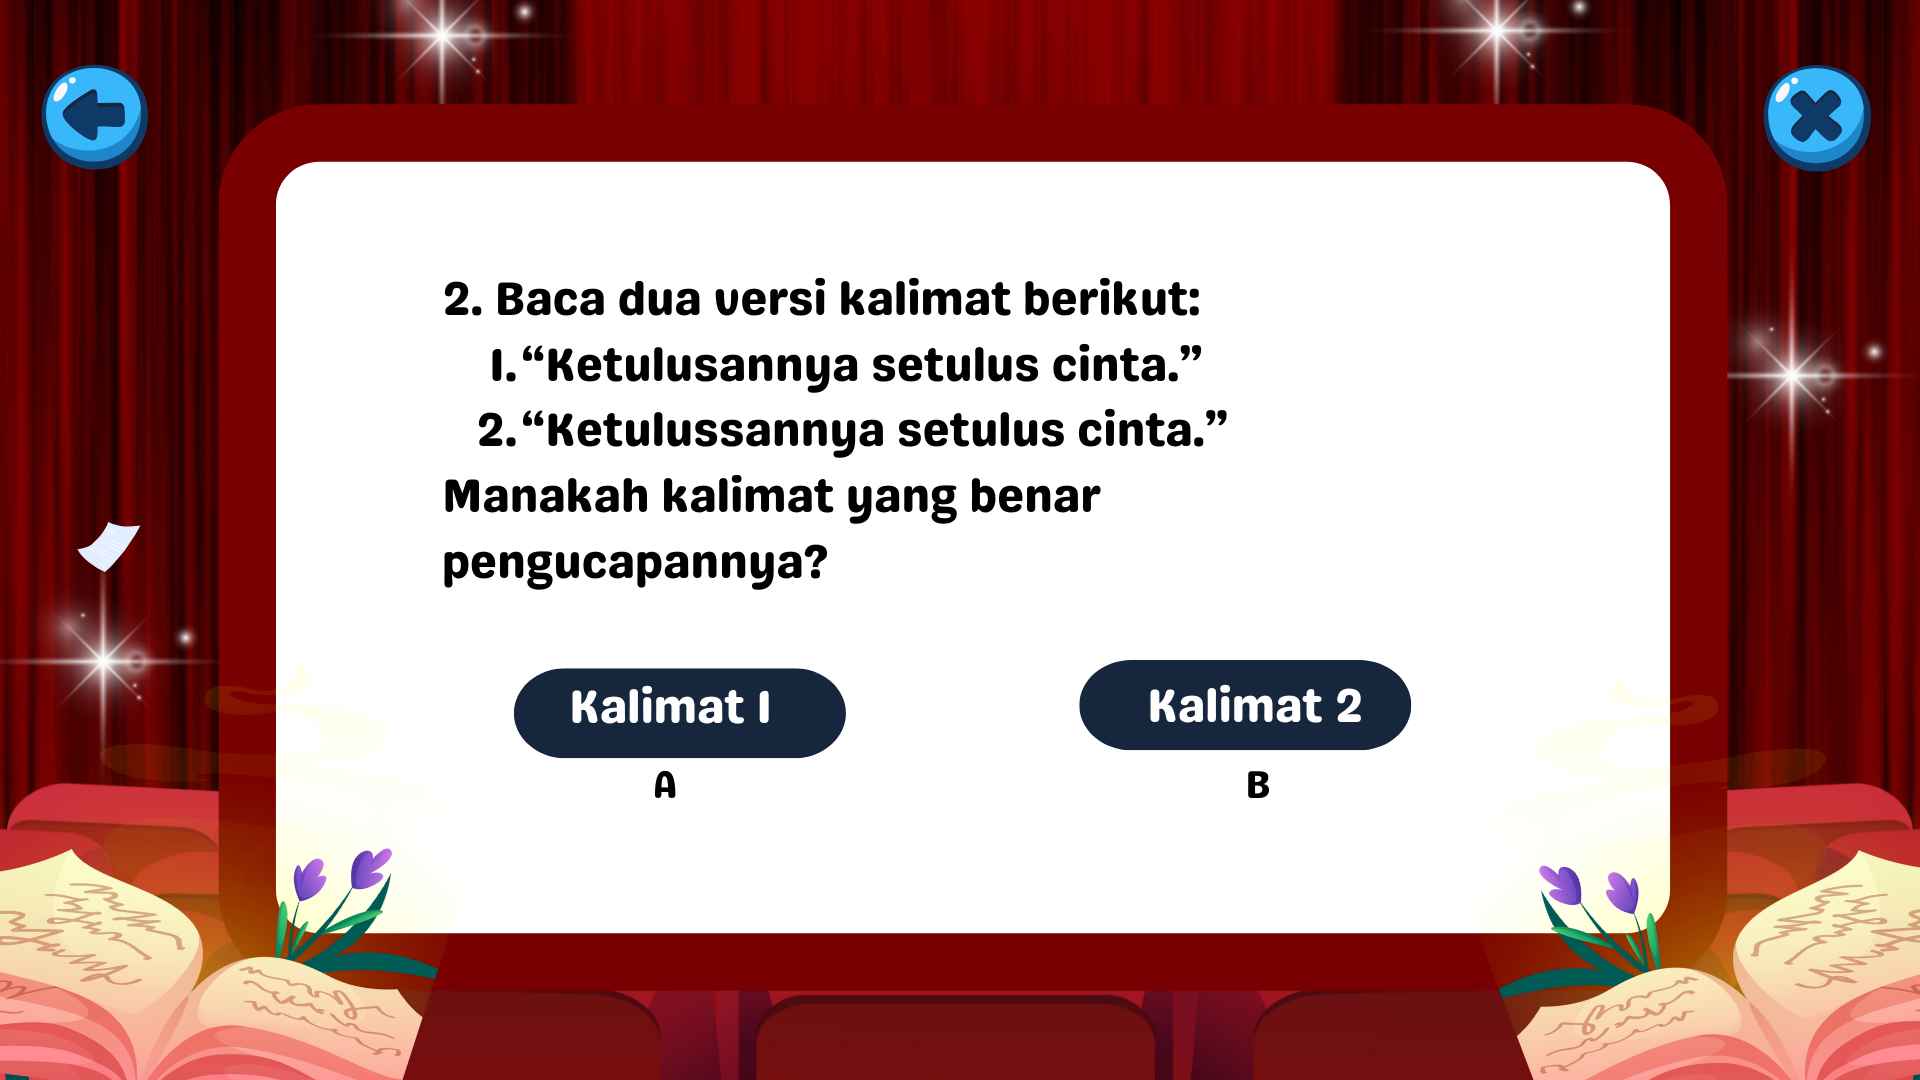 2. Baca dua versi kalimat berikut:
1. “Ketulusannya setulus cinta.”
2. “Ketulussannya setulus cinta.”
Manakah kalimat yang benar
pengucapannya?
Kalimat 1
Kalimat 2
A
B